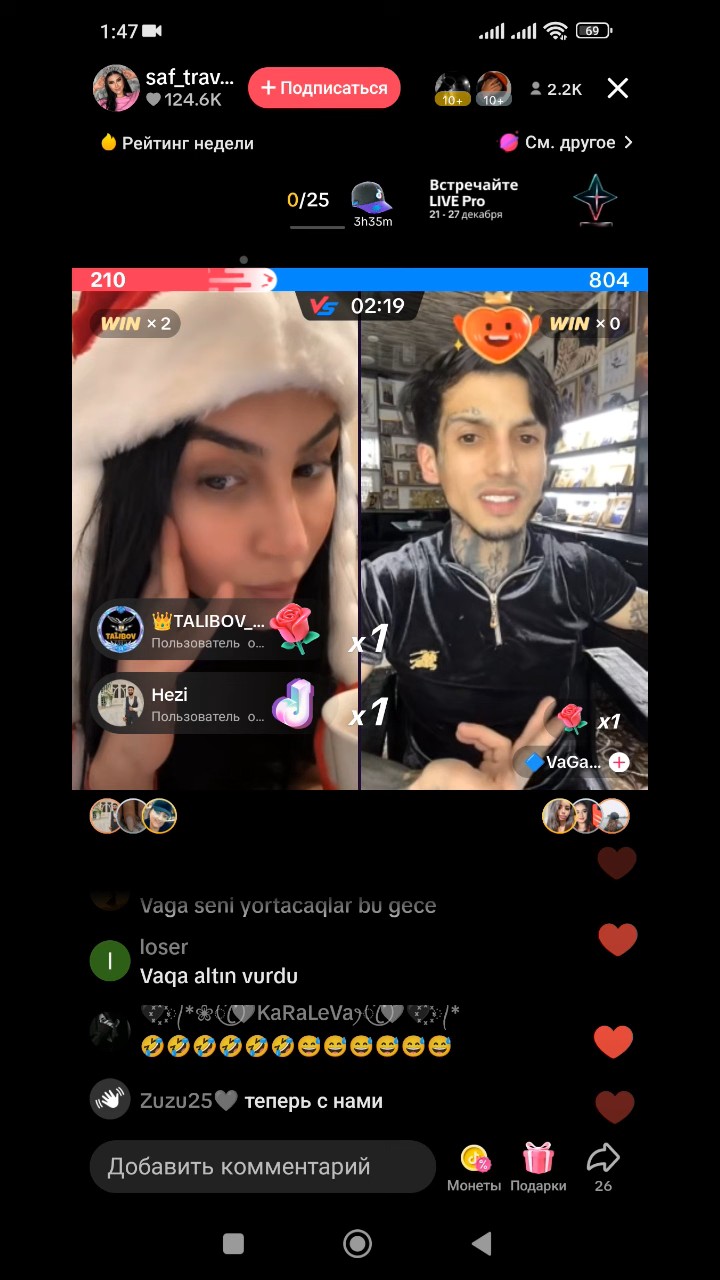 1:47
69
saf_trav...
124.6K
+ Подписаться
10+
10+
2.2K
Рейтинг недели
См. другое >
0/25
3h35m
Встречайте
LIVE Pro
21 - 27 декабря
210
804
VS 02:19
WIN × 2
WIN × 0
👑TALIBOV_...
Пользователь о...
x1
TALIBOV
Hezi
Пользователь о...
x1
x1
🔷VaGa...
Vaga seni yortacaqlar bu gece
l
loser
Vaqa altın vurdu
KaRaLeVa
🤣🤣🤣🤣🤣🤣😅😅😅😅😅😅
Zuzu25🖤 теперь с нами
Добавить комментарий
Монеты
Подарки
26